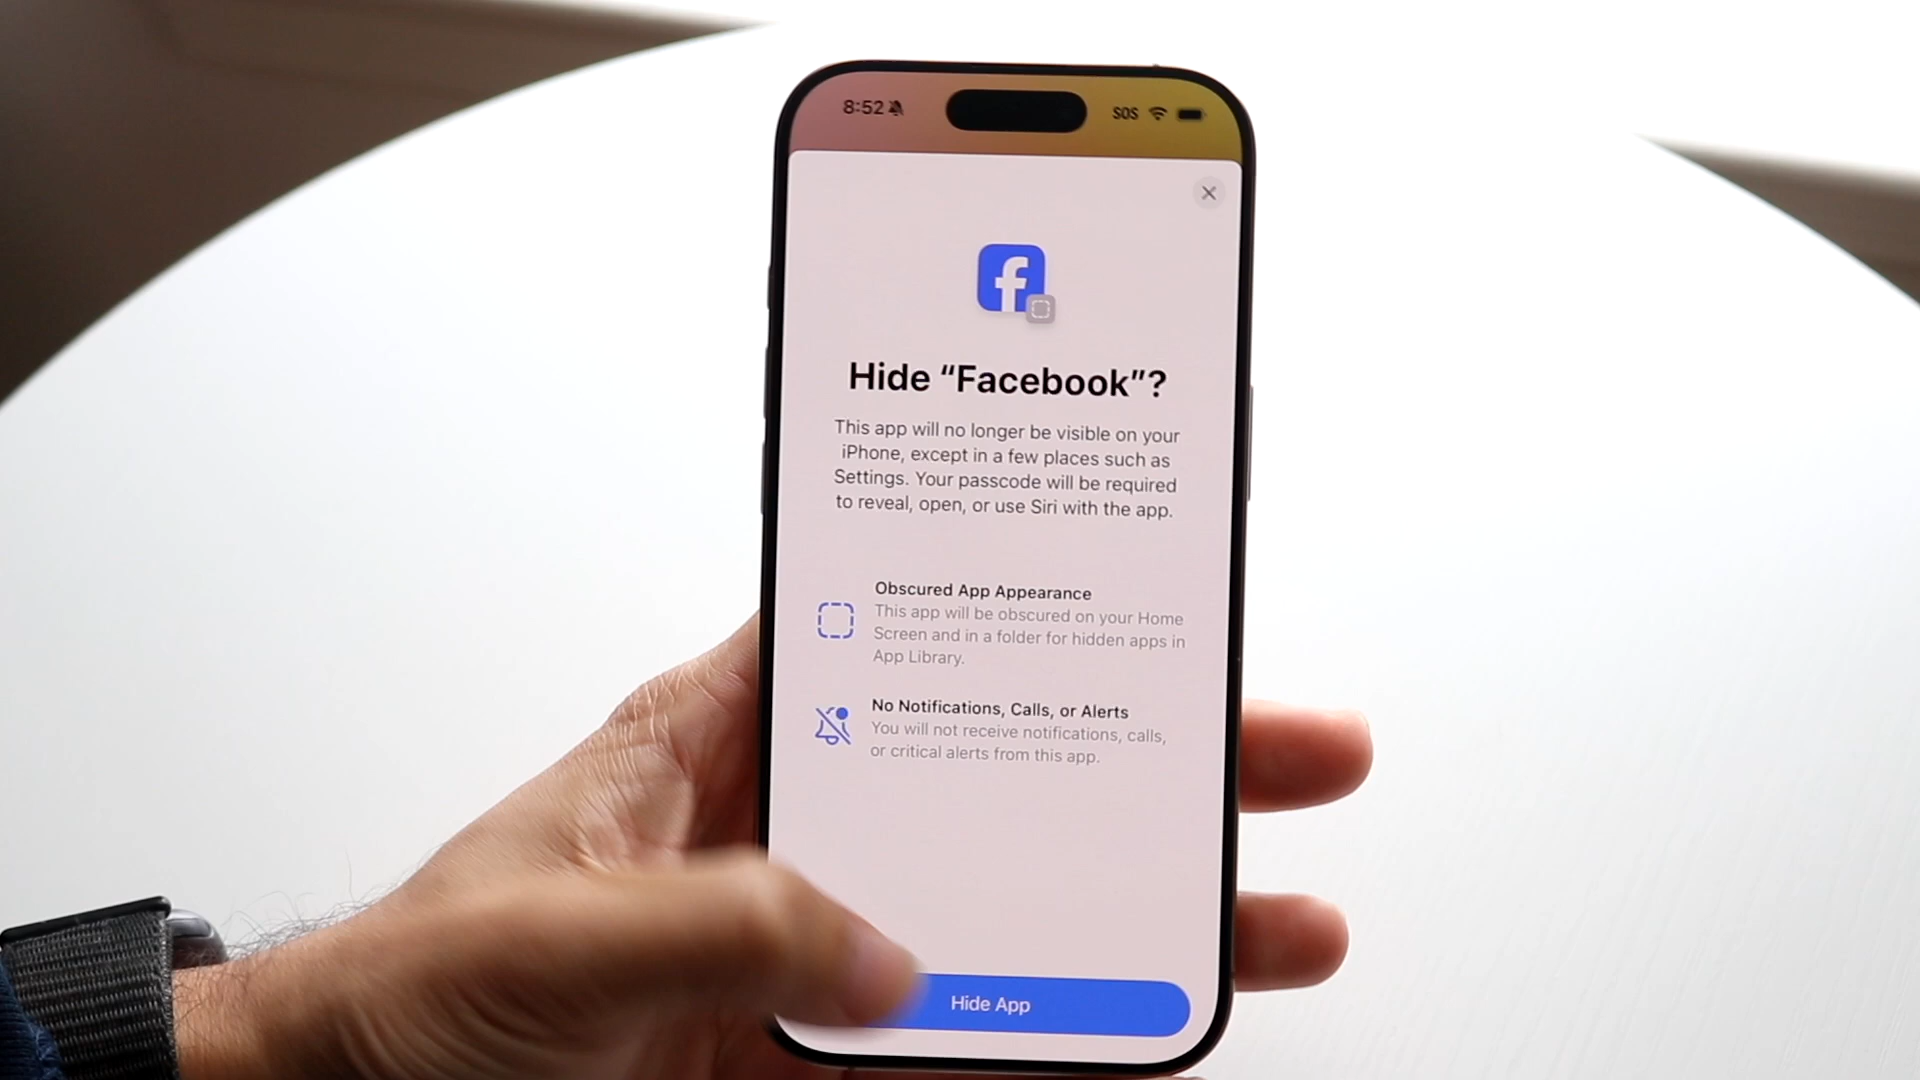 8:52
SOS
Hide “Facebook”?
This app will no longer be visible on your
iPhone, except in a few places such as
Settings. Your passcode will be required
to reveal, open, or use Siri with the app.
Obscured App Appearance
This app will be obscured on your Home
Screen and in a folder for hidden apps in
App Library.
No Notifications, Calls, or Alerts
You will not receive notifications, calls,
or critical alerts from this app.
Hide App